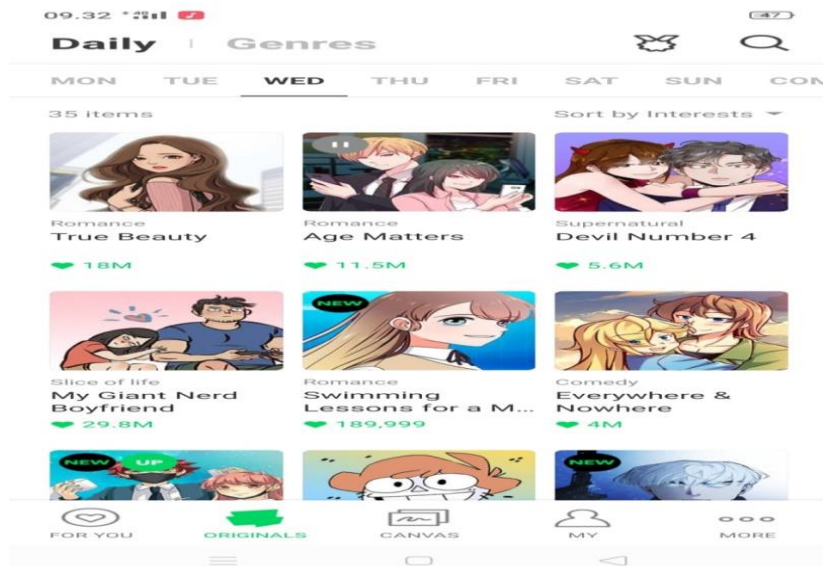 09.32 4G 47
Daily | Genres
MON TUE WED THU FRI SAT SUN COM
35 items Sort by Interests
Romance Romance Supernatural
True Beauty Age Matters Devil Number 4
18M 11.5M 5.6M
NEW
Slice of life Romance Comedy
My Giant Nerd Swimming Everywhere &
Boyfriend Lessons for a M... Nowhere
29.8M 189,999 4M
NEW UP NEW
FOR YOU ORIGINALS CANVAS MY MORE